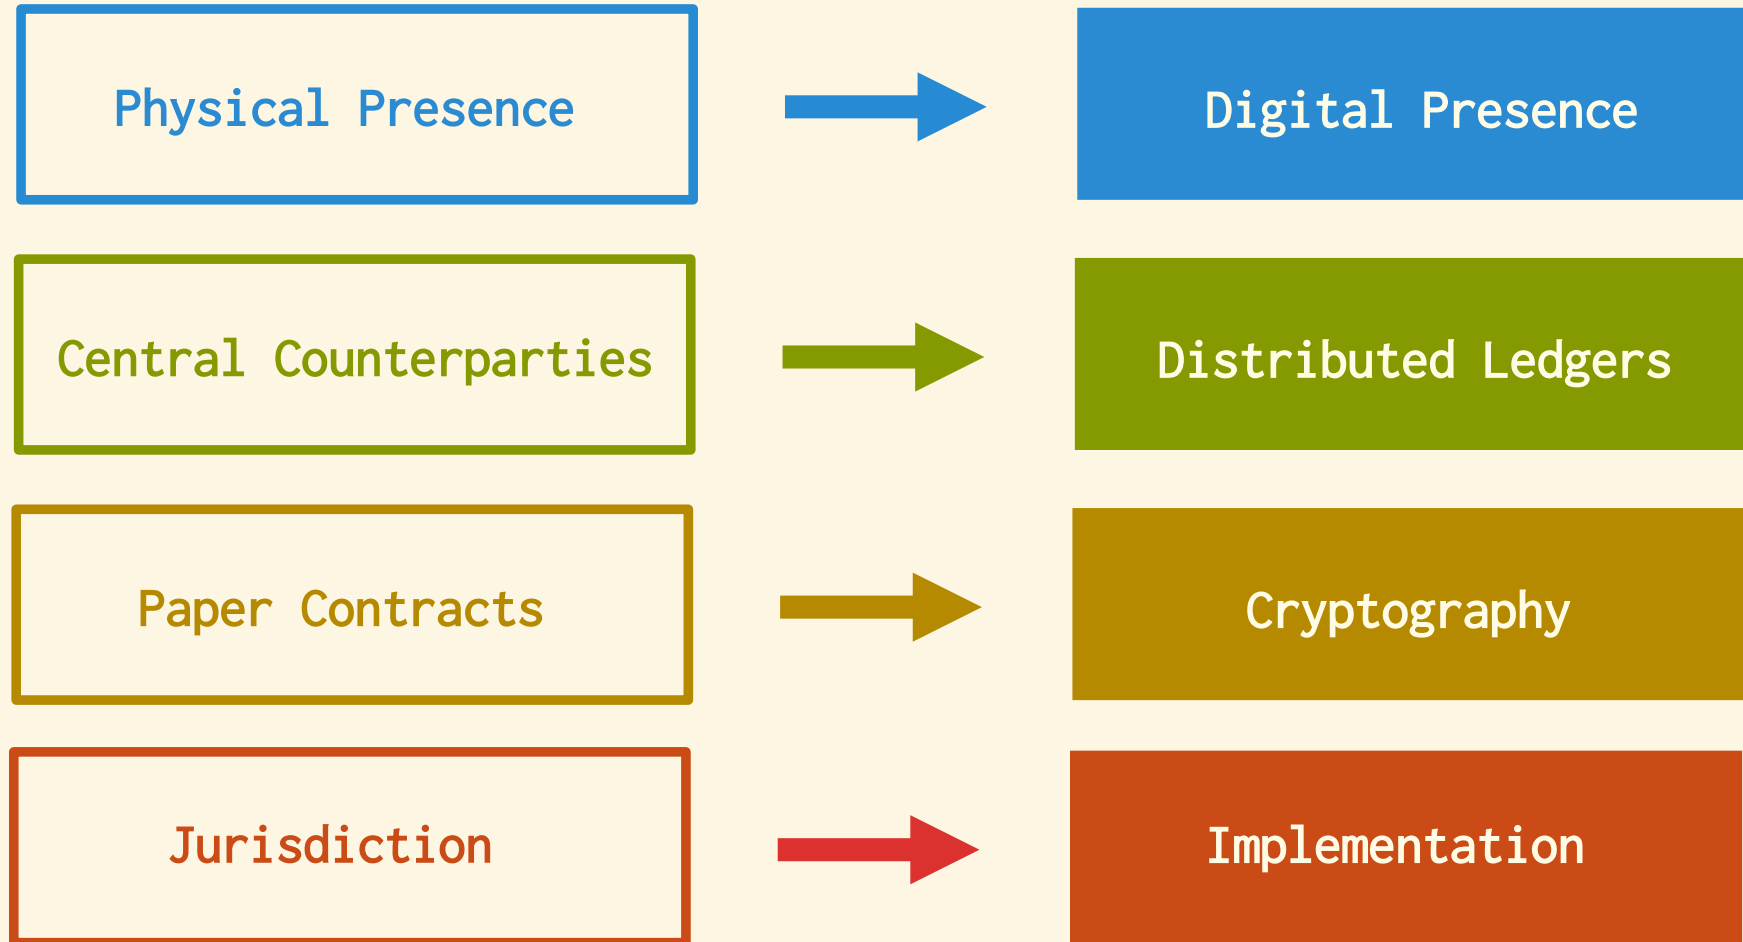 Physical Presence
Digital Presence
Central Counterparties
Distributed Ledgers
Paper Contracts
Cryptography
Jurisdiction
Implementation